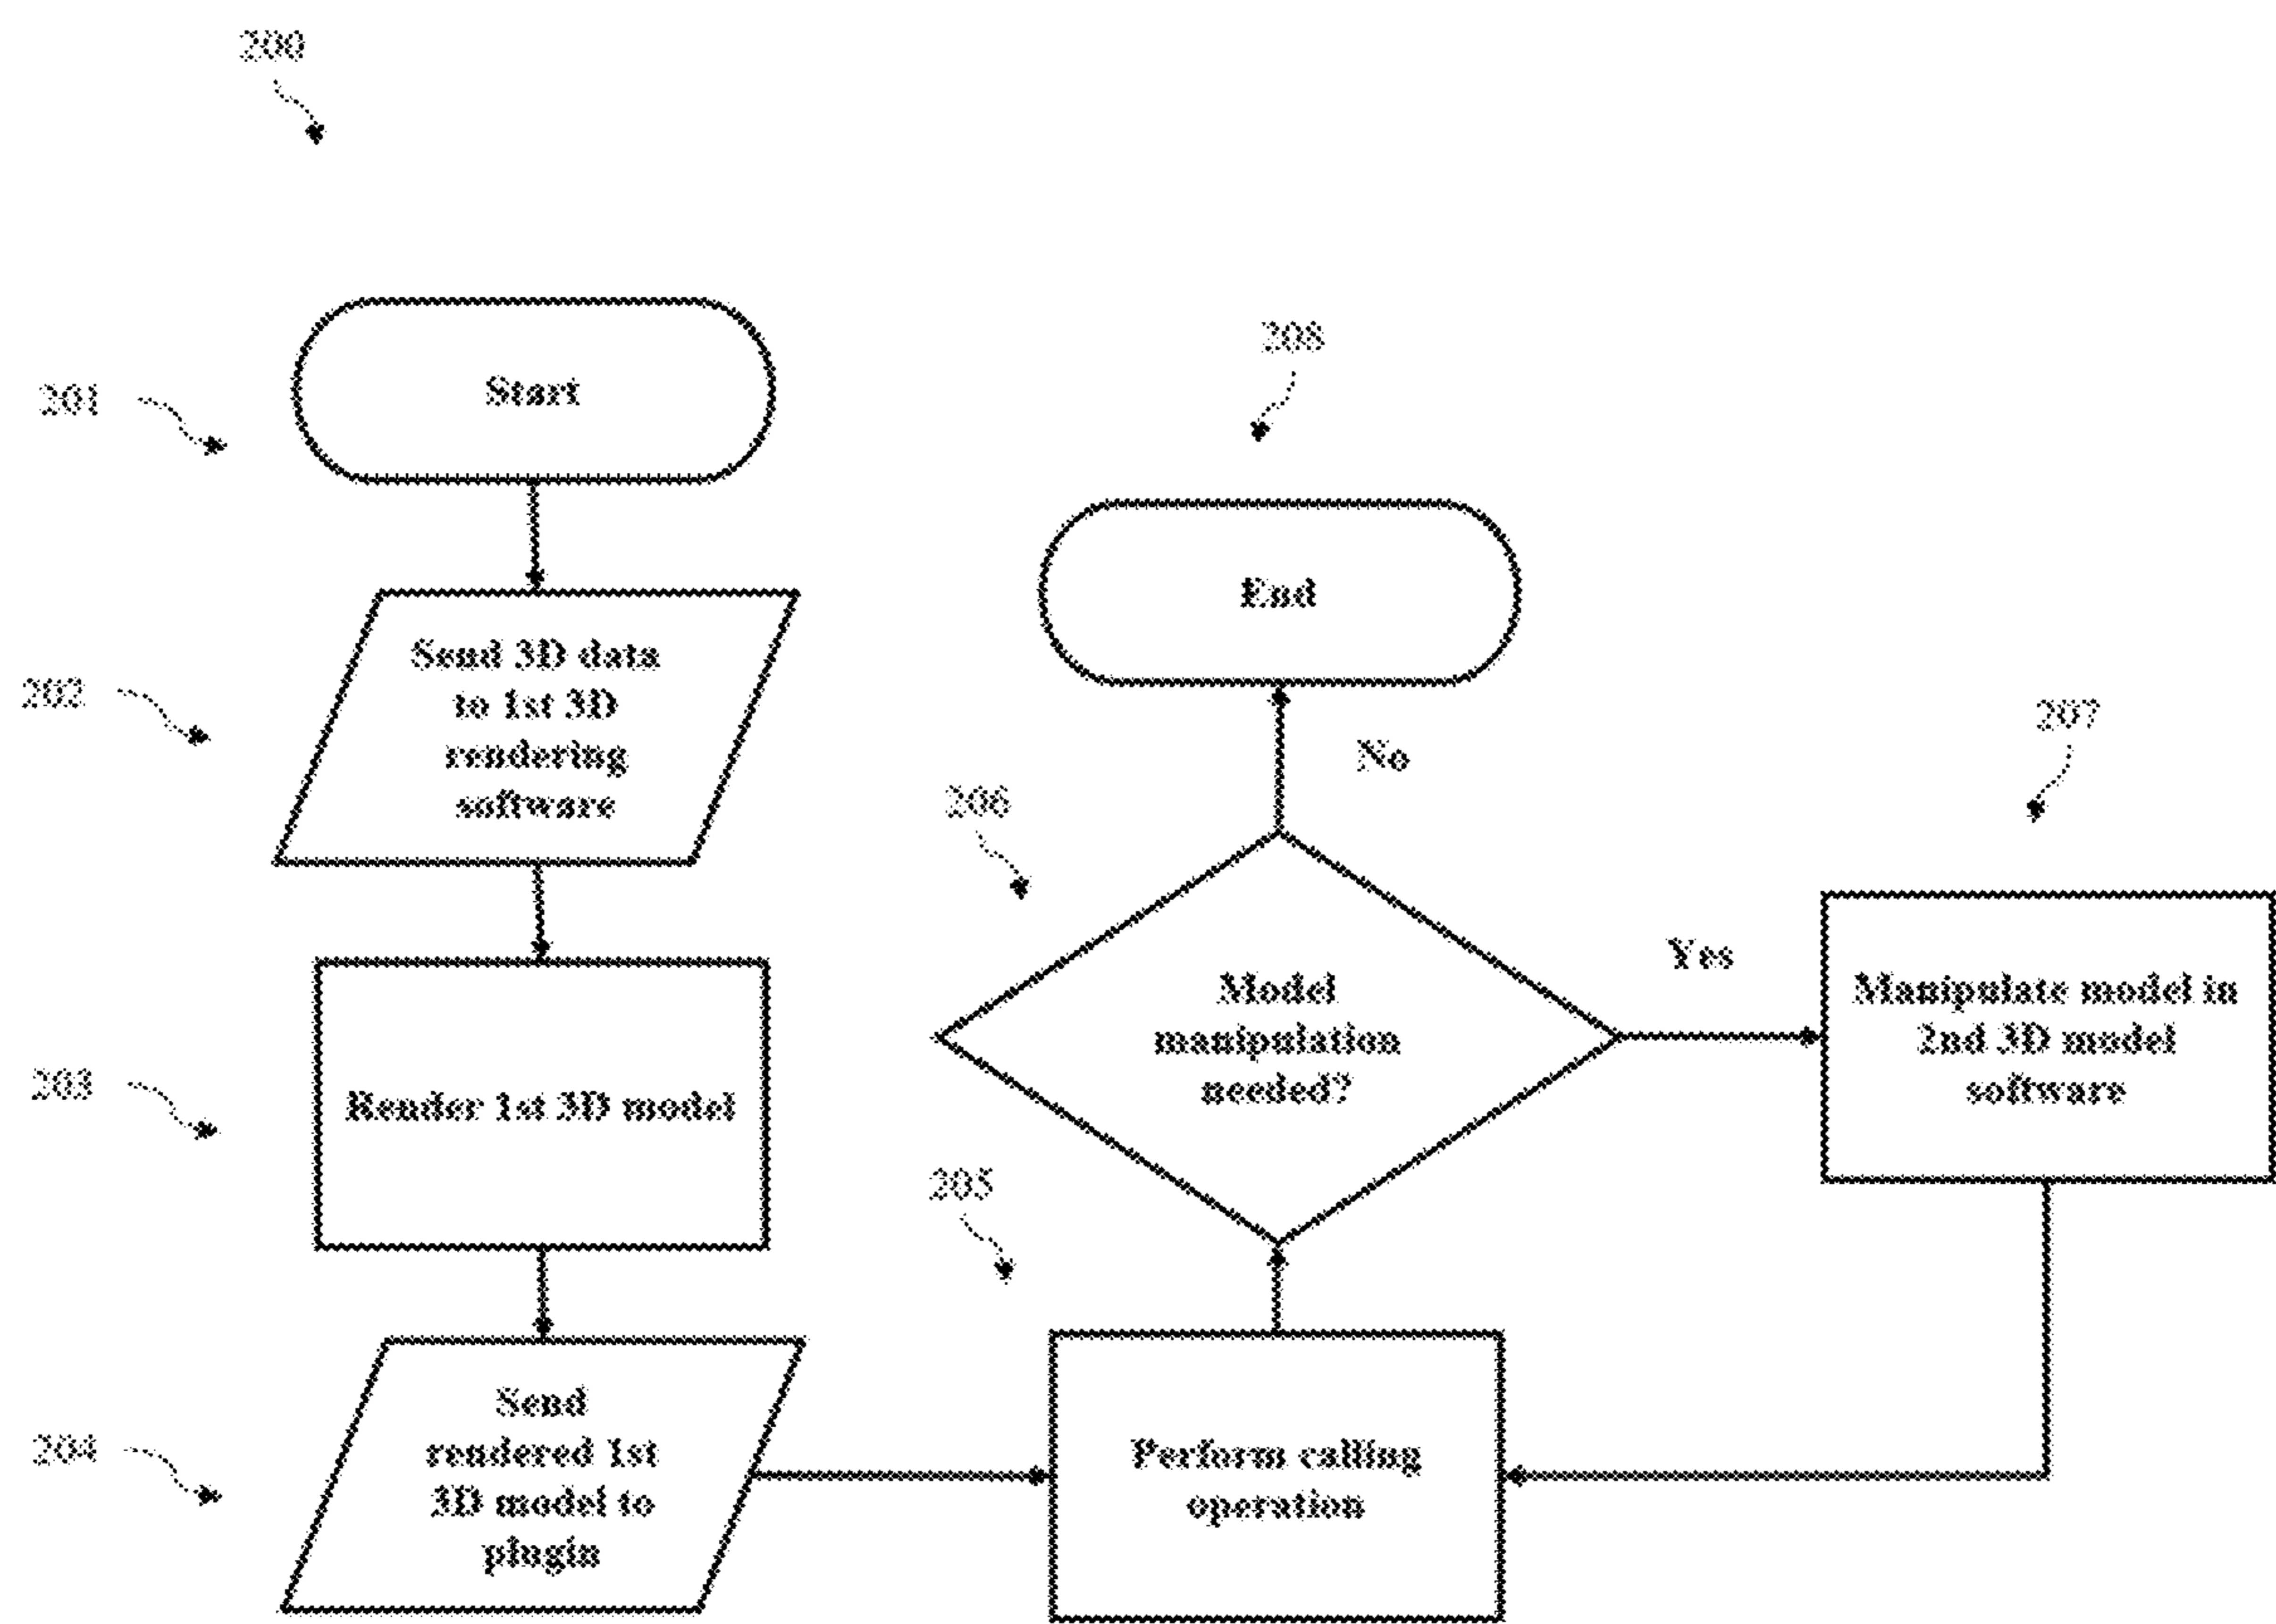 200
201
Start
202
Send 3D data
to 1st 3D
rendering
software
203
Render 1st 3D model
204
Send
rendered 1st
3D model to
plugin
205
Perform calling
operation
206
Model
manipulation
needed?
Yes
207
Manipulate model in
2nd 3D model
software
No
208
End